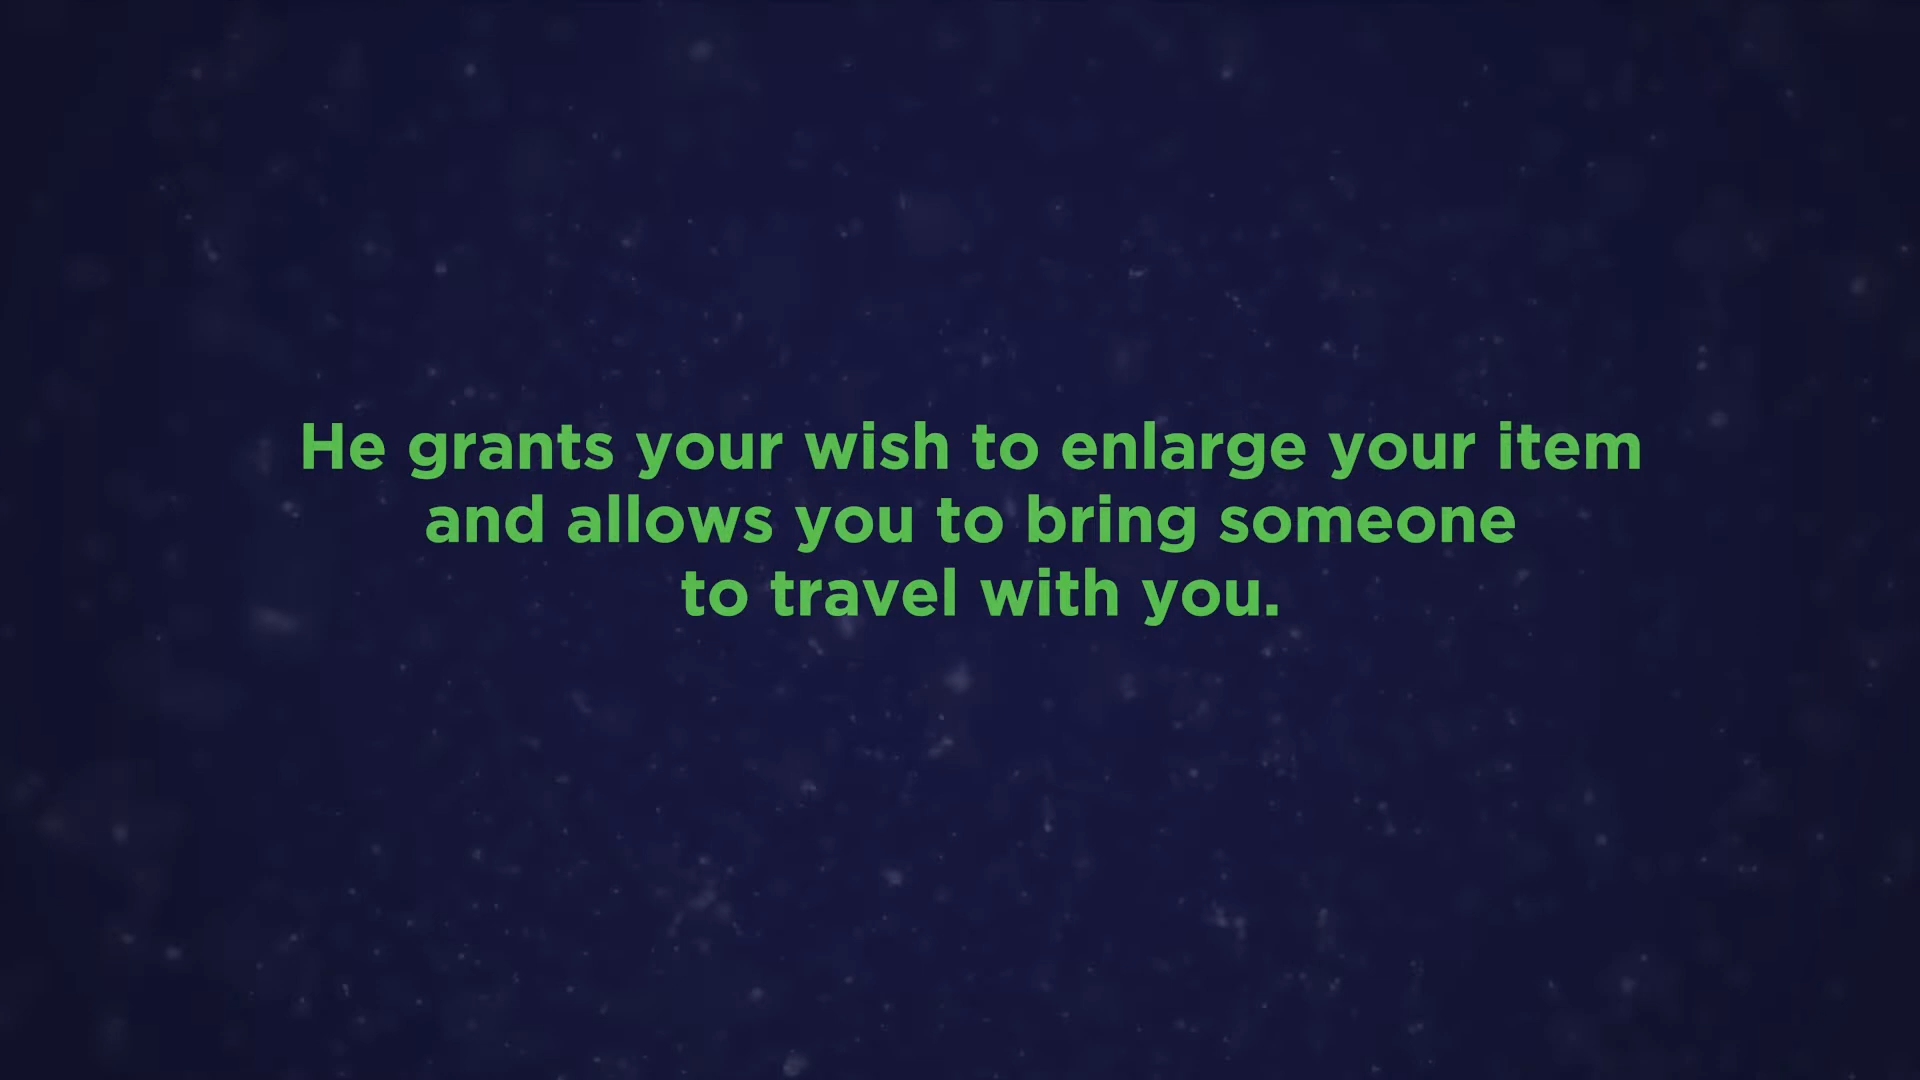 He grants your wish to enlarge your item
and allows you to bring someone
to travel with you.